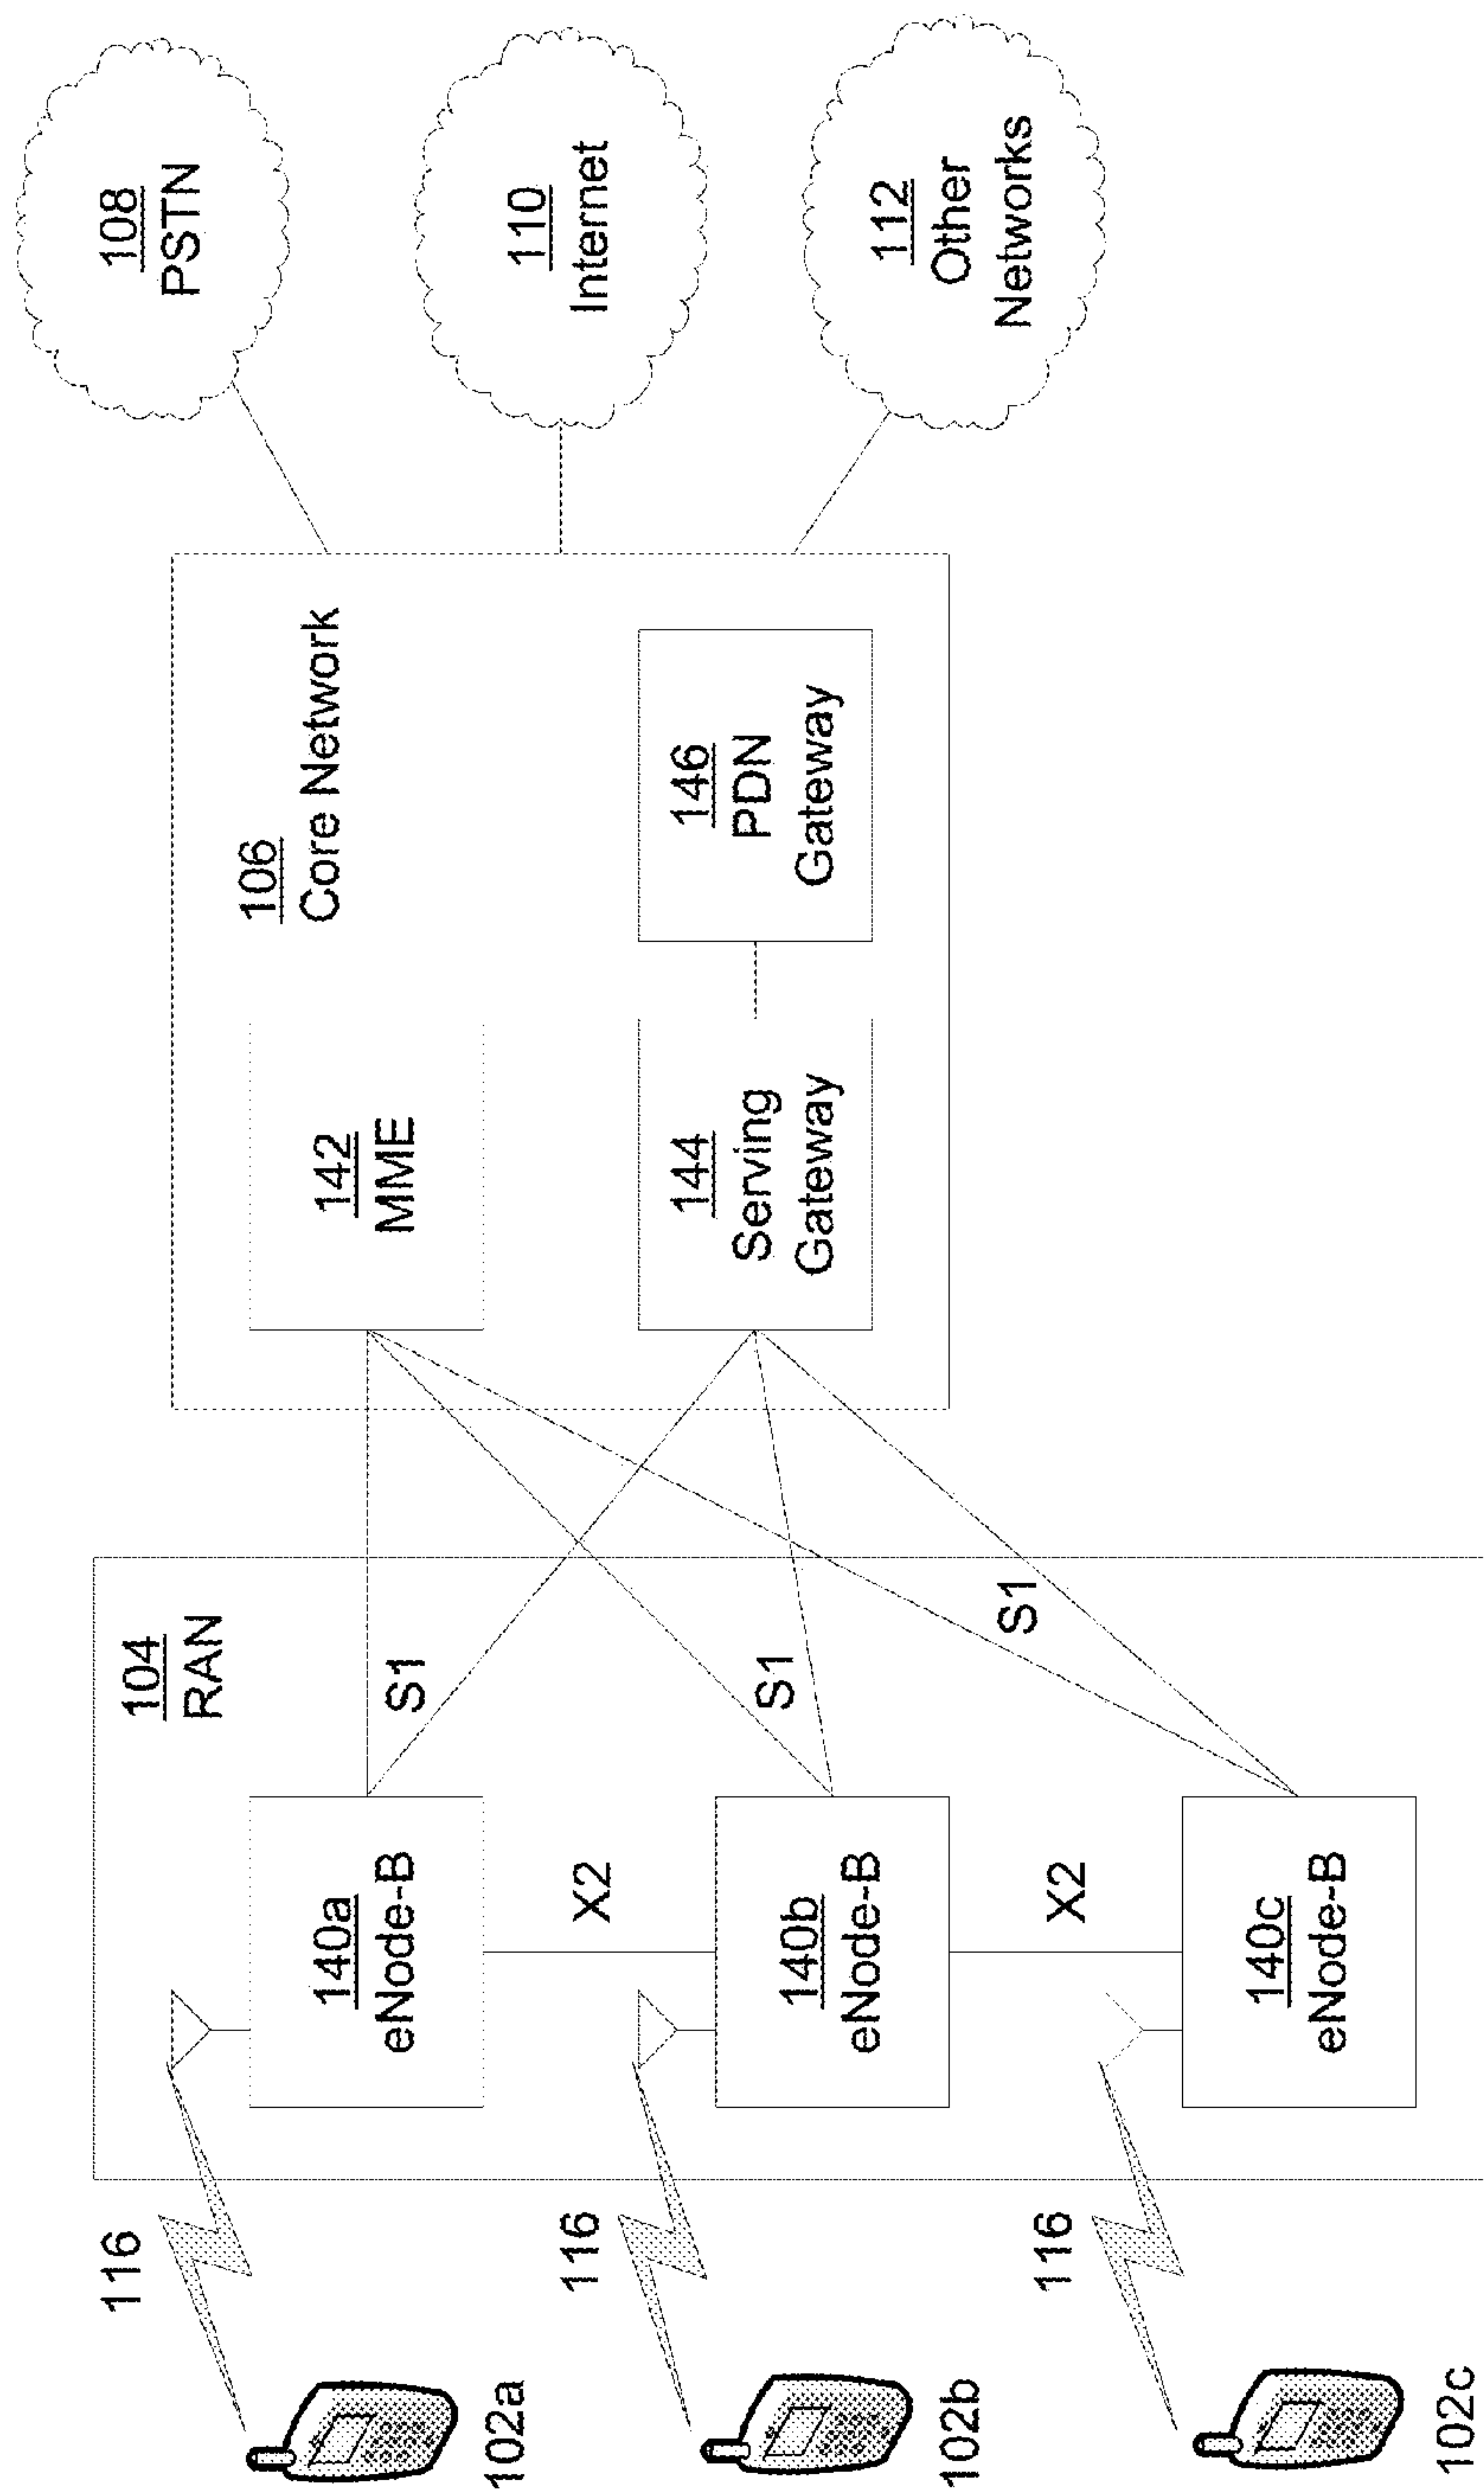 116
102a
116
102b
116
102c
104
RAN
140a
eNode-B
X2
140b
eNode-B
X2
140c
eNode-B
S1
S1
S1
106
Core Network
142
MME
144
Serving
Gateway
146
PDN
Gateway
108
PSTN
110
Internet
112
Other
Networks